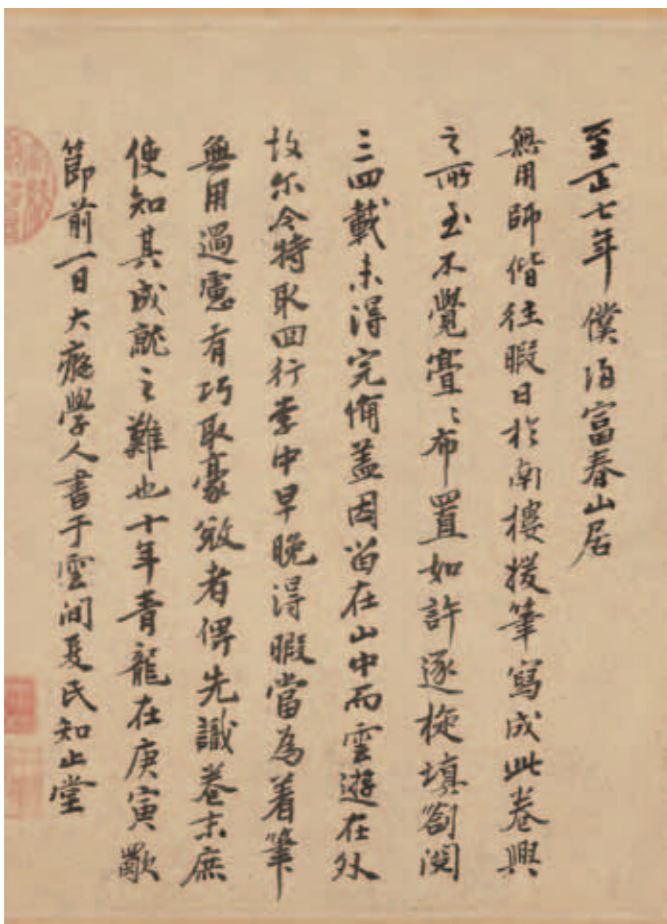 至正七年僕歸富春山居
無用師偕往暇日於南樓援筆寫成此卷興
之所至不覺亹〻布置如許逐旋填劄閱
三四載未得完備盖因留在山中而雲遊在外
故尔今特取回行李中早晚得暇當為着筆
無用過慮有巧取豪敓者俾先識卷末庶
使知其成就之難也十年青龍在庚寅歜
節前一日大癡學人書于雲間夏氏知止堂